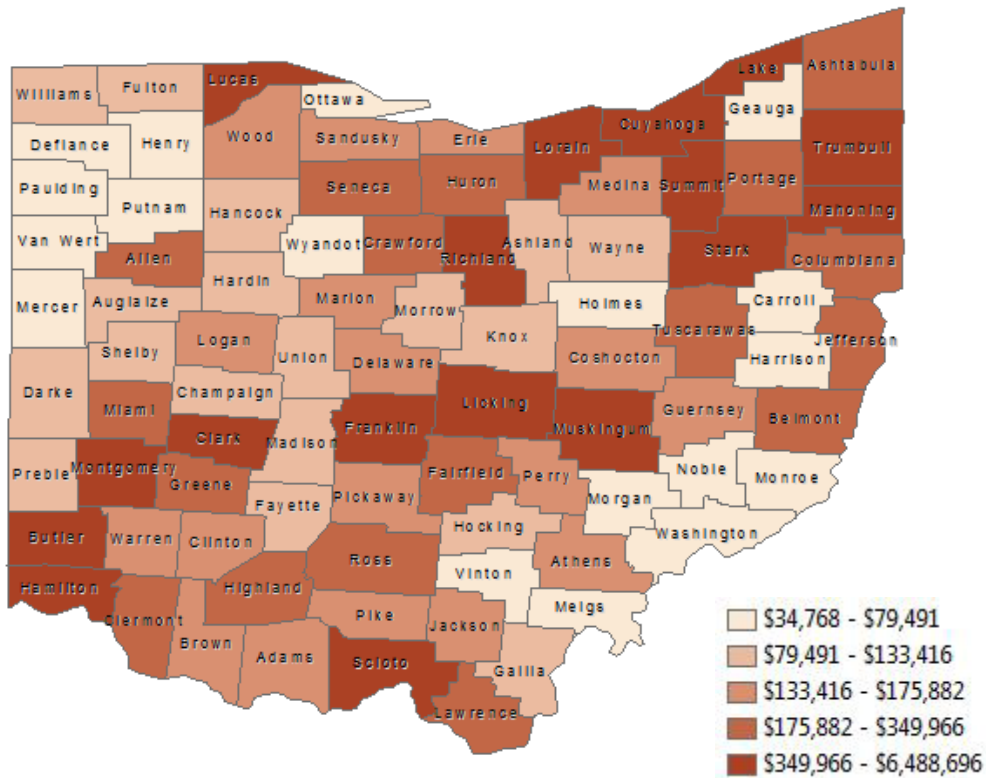 Lake
Ashtabula
Lucas
Williams
Fulton
Ottawa
Geauga
Cuyahoga
Defiance
Henry
Wood
Sandusky
Erie
Lorain
Trumbull
Paulding
Seneca
Huron
Medina
Summit
Portage
Putnam
Hancock
Mahoning
Van Wert
Wyandot
Crawford
Richland
Ashland
Wayne
Stark
Allen
Columbiana
Hardin
Mercer
Auglaize
Marion
Morrow
Holmes
Carroll
Logan
Union
Knox
Tuscarawas
Jefferson
Shelby
Delaware
Coshocton
Harrison
Darke
Champaign
Miami
Licking
Guernsey
Belmont
Clark
Franklin
Muskingum
Madison
Preble
Montgomery
Greene
Fairfield
Perry
Noble
Monroe
Pickaway
Morgan
Fayette
Hocking
Washington
Butler
Warren
Clinton
Ross
Athens
Vinton
Hamilton
Highland
Meigs
Pike
Clermont
Jackson
Brown
Adams
Scioto
Gallia
Lawrence
$34,768 - $79,491
$79,491 - $133,416
$133,416 - $175,882
$175,882 - $349,966
$349,966 - $6,488,696